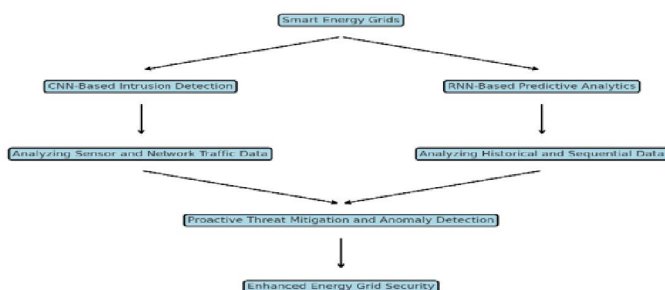 Smart Energy Grids
CNN-Based Intrusion Detection
RNN-Based Predictive Analytics
Analyzing Sensor and Network Traffic Data
Analyzing Historical and Sequential Data
Proactive Threat Mitigation and Anomaly Detection
Enhanced Energy Grid Security